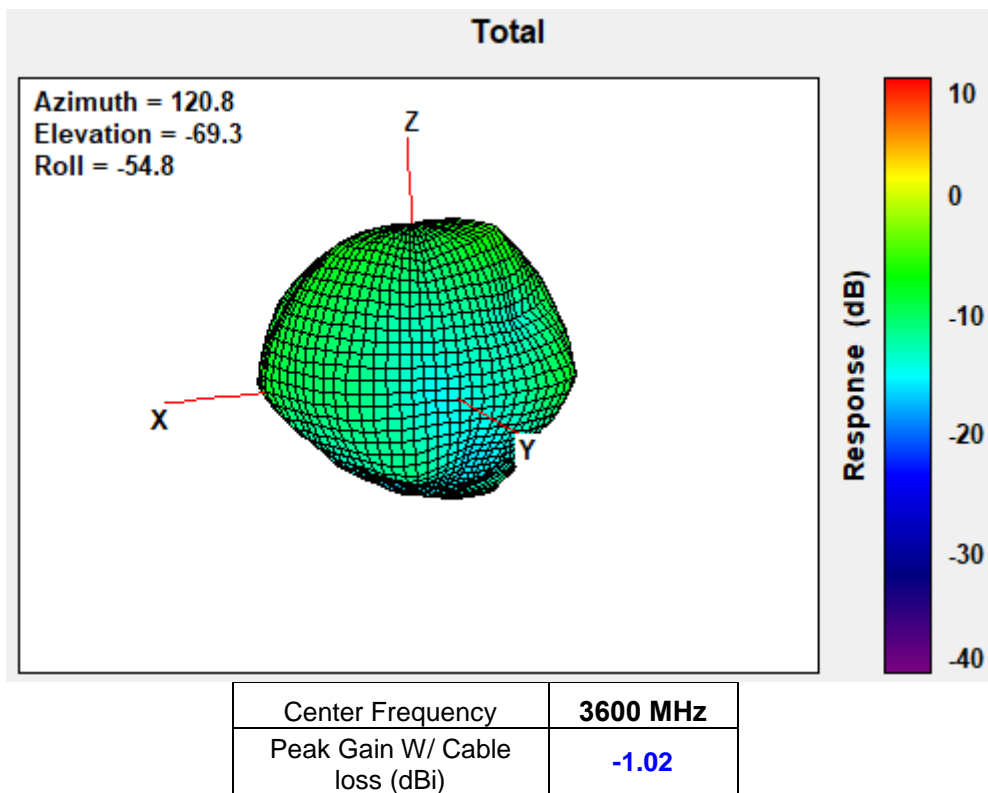 Total
Azimuth = 120.8
Elevation = -69.3
Roll = -54.8
Z
X
Y
10
0
-10
-20
-30
-40
Response (dB)
Center Frequency 3600 MHz
Peak Gain W/ Cable
loss (dBi) -1.02